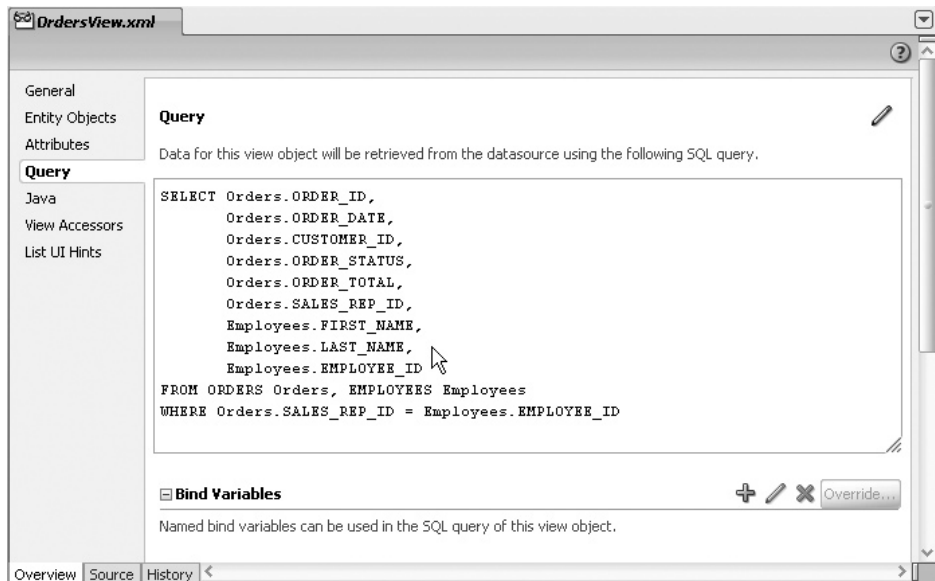 OrdersView.xml
General
Entity Objects
Attributes
Query
Java
View Accessors
List UI Hints
Query
Data for this view object will be retrieved from the datasource using the following SQL query.
SELECT Orders.ORDER_ID,
Orders.ORDER_DATE,
Orders.CUSTOMER_ID,
Orders.ORDER_STATUS,
Orders.ORDER_TOTAL,
Orders.SALES_REP_ID,
Employees.FIRST_NAME,
Employees.LAST_NAME,
Employees.EMPLOYEE_ID
FROM ORDERS Orders, EMPLOYEES Employees
WHERE Orders.SALES_REP_ID = Employees.EMPLOYEE_ID
Bind Variables
Override...
Named bind variables can be used in the SQL query of this view object.
Overview Source History